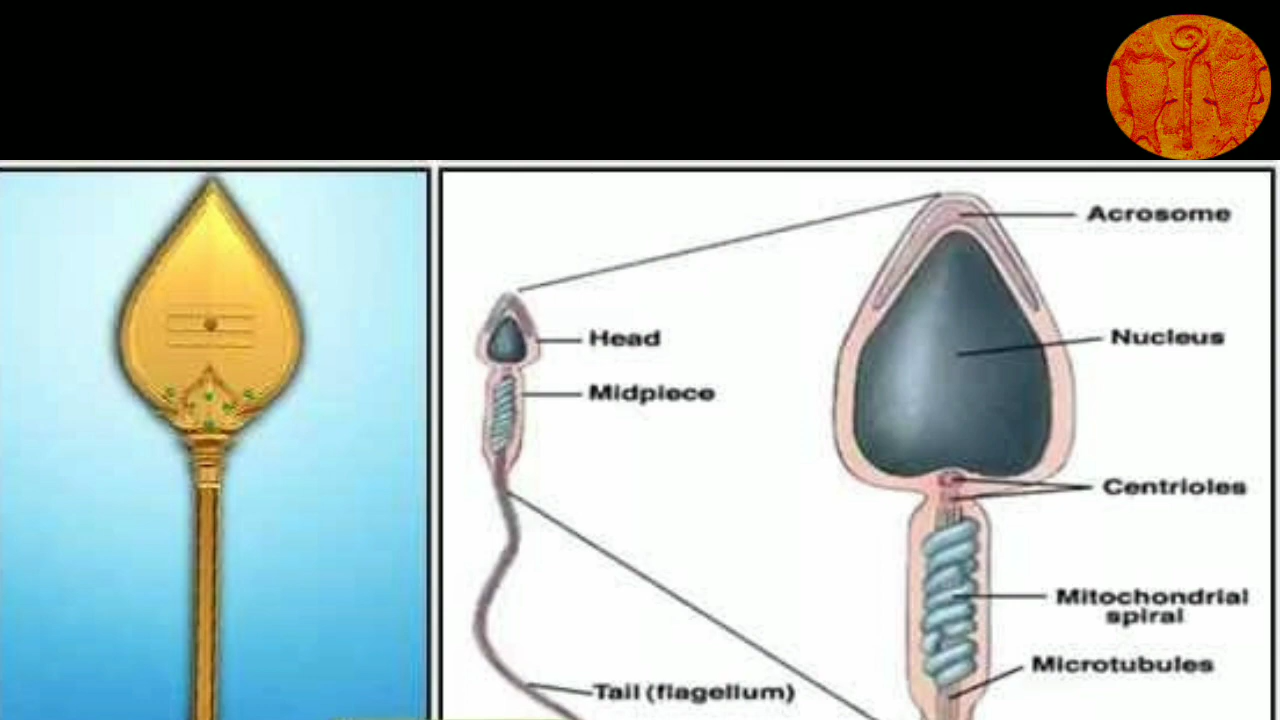 Acrosome
Head
Nucleus
Midpiece
Centrioles
Mitochondrial
spiral
Microtubules
Tail (flagellum)